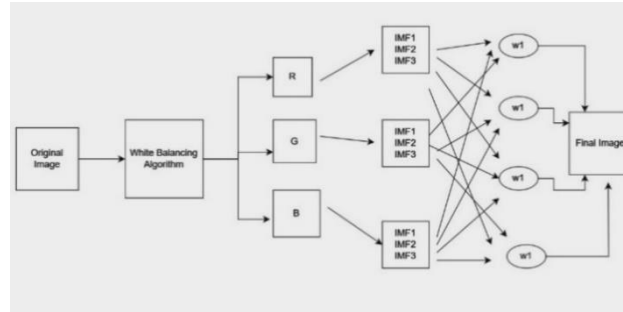 Original
Image
White Balancing
Algorithm
R
G
B
IMF1
IMF2
IMF3
IMF1
IMF2
IMF3
IMF1
IMF2
IMF3
w1
w1
w1
w1
Final Image